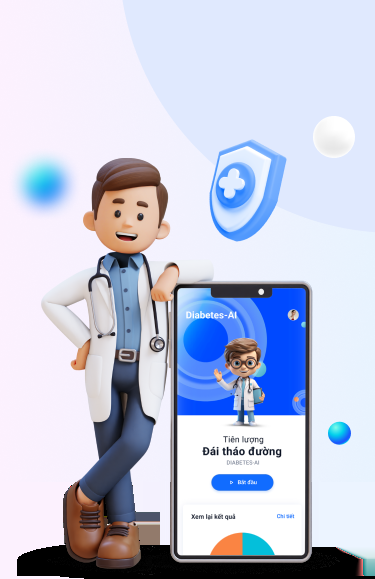 Diabetes-AI
Tiên lượng
Đái tháo đường
DIABETES-AI
Bắt đầu
Xem lại kết quả
Chi tiết